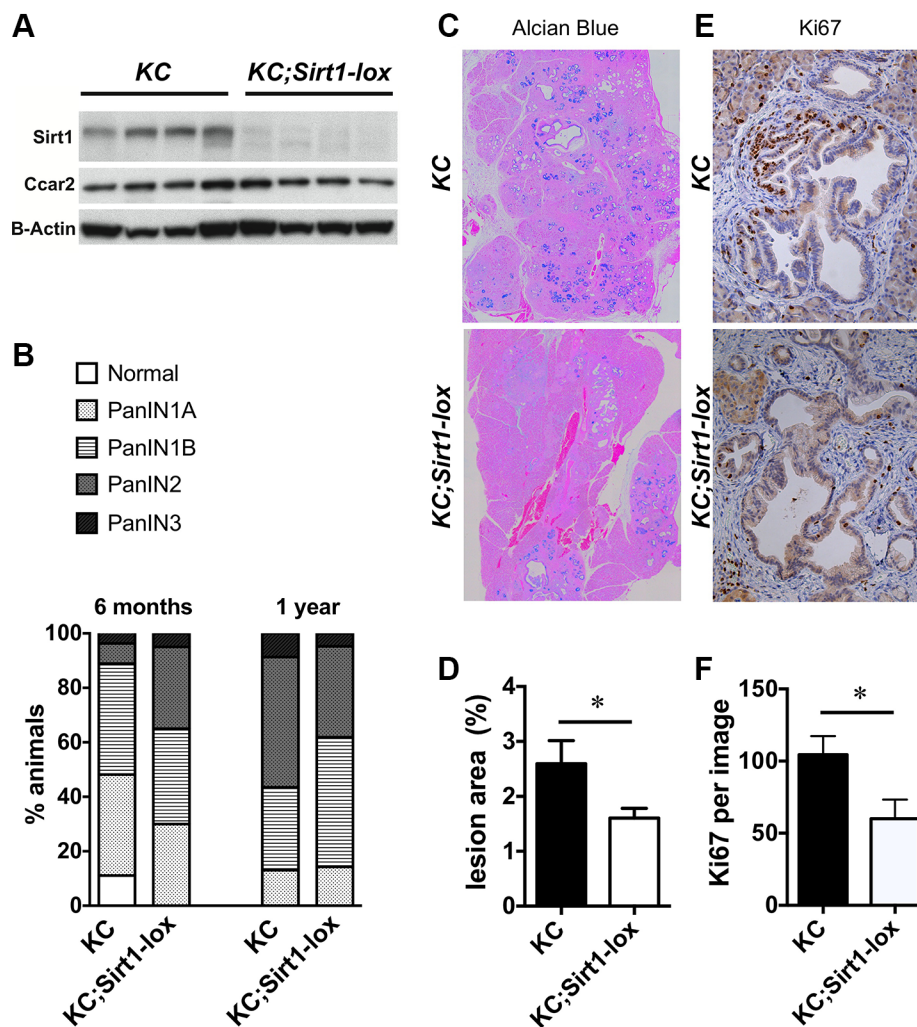 A
KC
KC;Sirt1-lox
Sirt1
Ccar2
B-Actin
B
Normal
PanIN1A
PanIN1B
PanIN2
PanIN3
6 months
1 year
% animals
100
80
60
40
20
0
KC
KC;Sirt1-lox
KC
KC;Sirt1-lox
C
Alcian Blue
KC
KC;Sirt1-lox
E
Ki67
KC
KC;Sirt1-lox
D
lesion area (%)
4
3
2
1
0
*
KC
KC;Sirt1-lox
F
Ki67 per image
150
100
50
0
*
KC
KC;Sirt1-lox